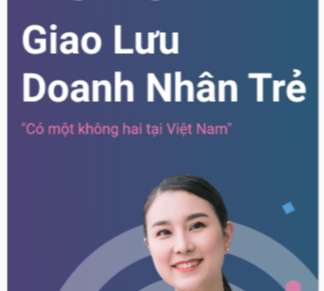 Giao Lưu
Doanh Nhân Trẻ
"Có một không hai tại Việt Nam"